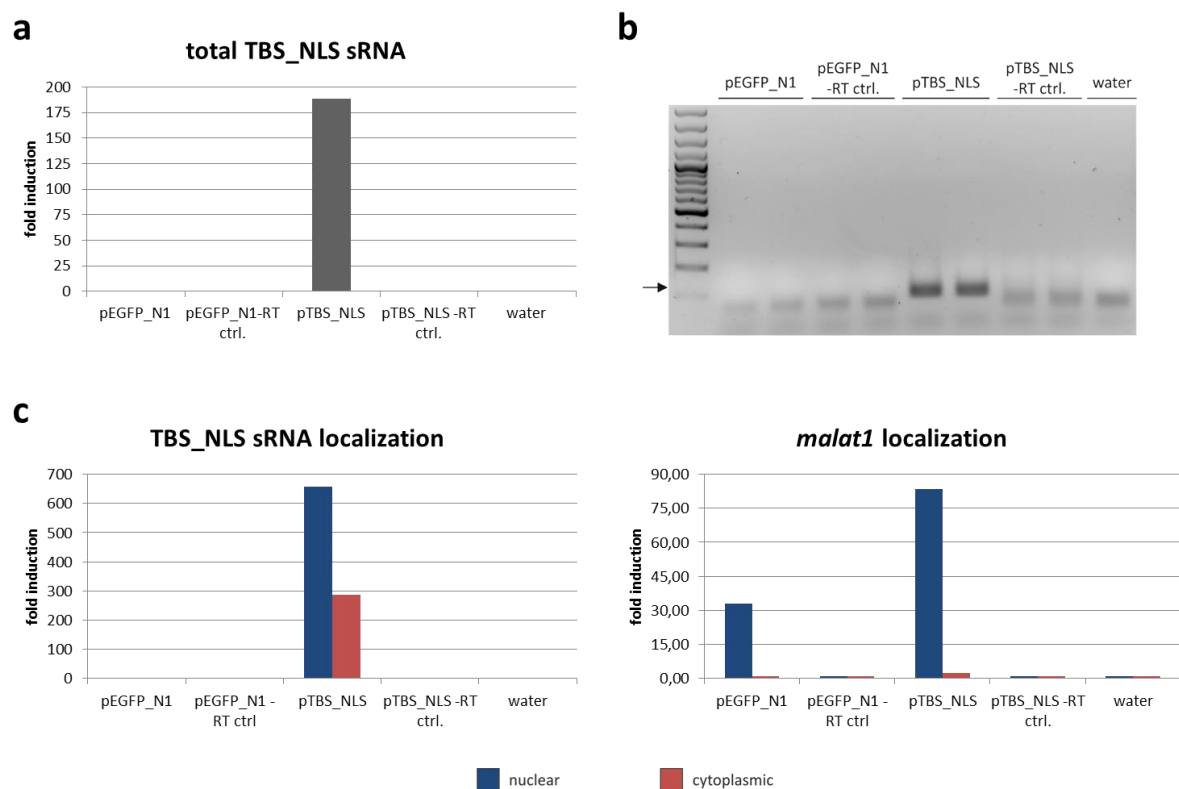 a
total TBS_NLS sRNA
fold induction
200
175
150
125
100
75
50
25
0
pEGFP_N1
pEGFP_N1-RT
ctrl.
pTBS_NLS
pTBS_NLS -RT
ctrl.
water
b
pEGFP_N1
pEGFP_N1
-RT ctrl.
pTBS_NLS
pTBS_NLS
-RT ctrl.
water
c
TBS_NLS sRNA localization
fold induction
700
600
500
400
300
200
100
0
pEGFP_N1
pEGFP_N1 -
RT ctrl
pTBS_NLS
pTBS_NLS -RT
ctrl.
water
malat1 localization
fold induction
90,00
75,00
60,00
45,00
30,00
15,00
0,00
pEGFP_N1
pEGFP_N1 -
RT ctrl
pTBS_NLS
pTBS_NLS -RT
ctrl.
water
nuclear
cytoplasmic